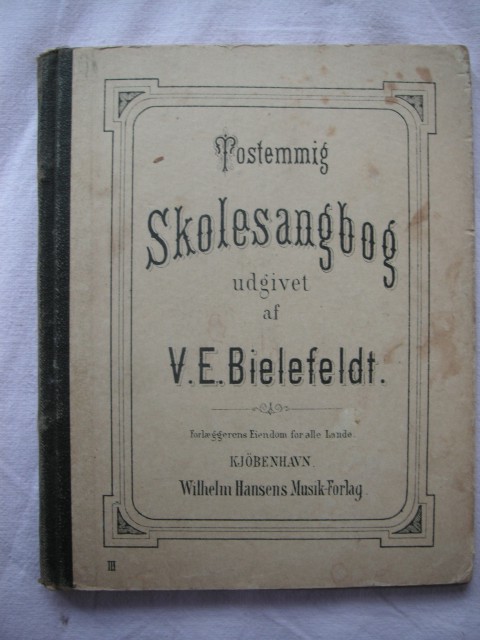 Tostemmig
Skolesangbog
udgivet
af
V. E. Bielefeldt.
Forlæggerens Eiendom for alle Lande.
KJÖBENHAVN
Wilhelm Hansens Musik-Forlag
III